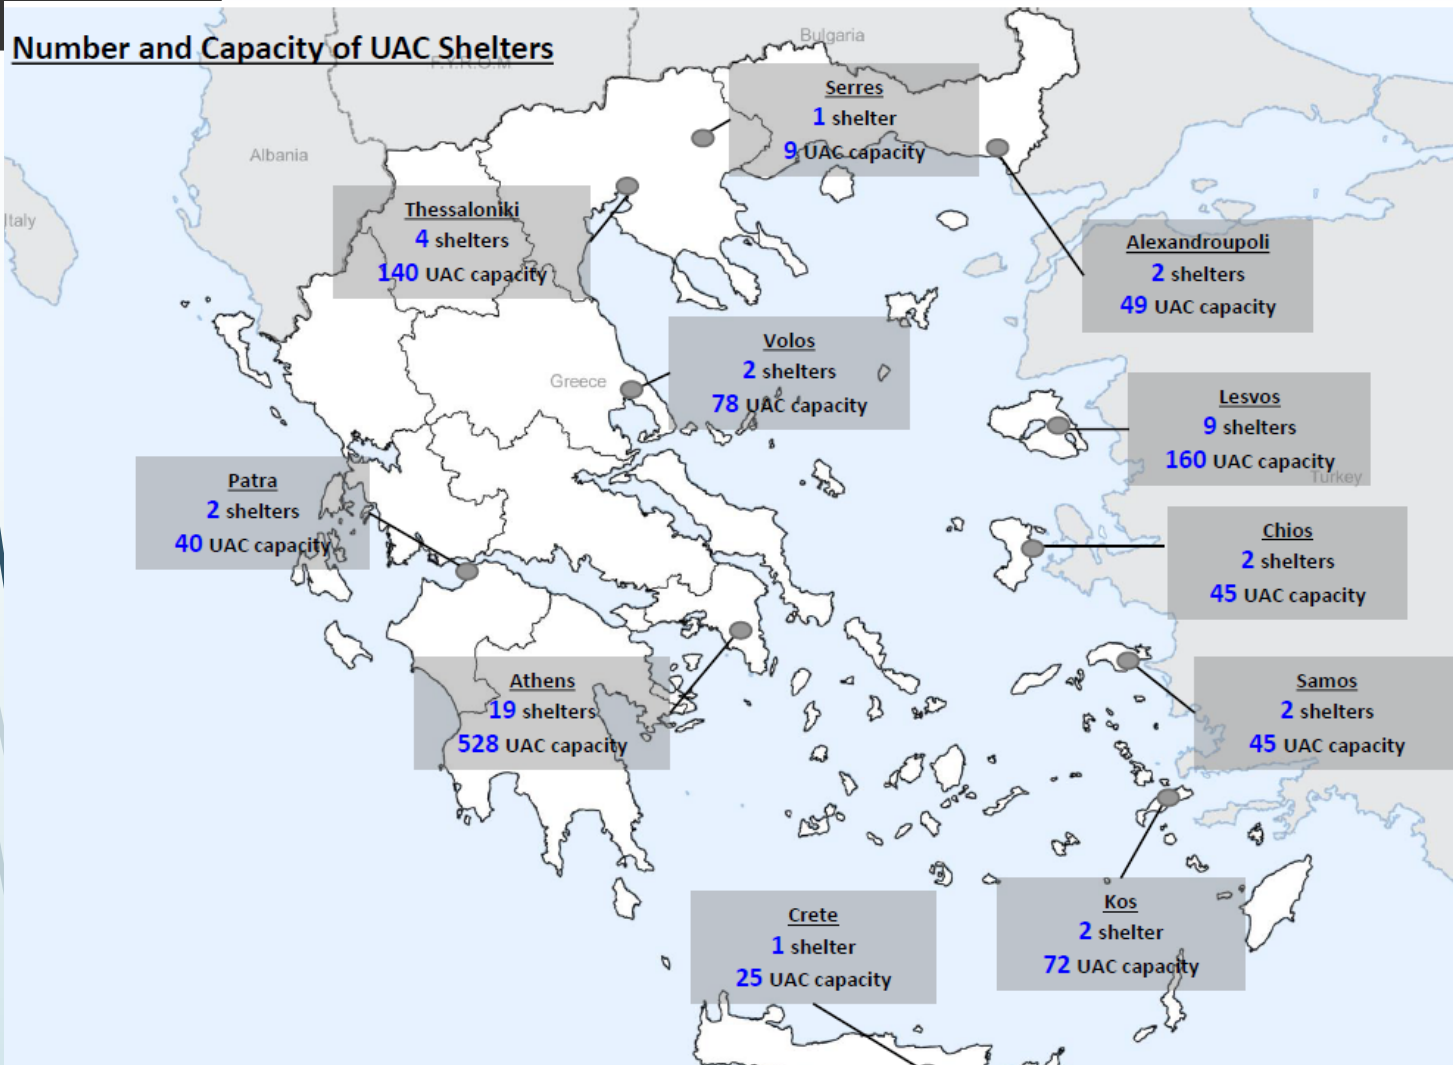 Number and Capacity of UAC Shelters
Bulgaria
F.Y.R.O.M
Serres
1 shelter
9 UAC capacity
Albania
Italy
Thessaloniki
4 shelters
140 UAC capacity
Alexandroupoli
2 shelters
49 UAC capacity
Volos
2 shelters
78 UAC capacity
Greece
Lesvos
9 shelters
160 UAC capacity
Turkey
Patra
2 shelters
40 UAC capacity
Chios
2 shelters
45 UAC capacity
Athens
19 shelters
528 UAC capacity
Samos
2 shelters
45 UAC capacity
Crete
1 shelter
25 UAC capacity
Kos
2 shelter
72 UAC capacity